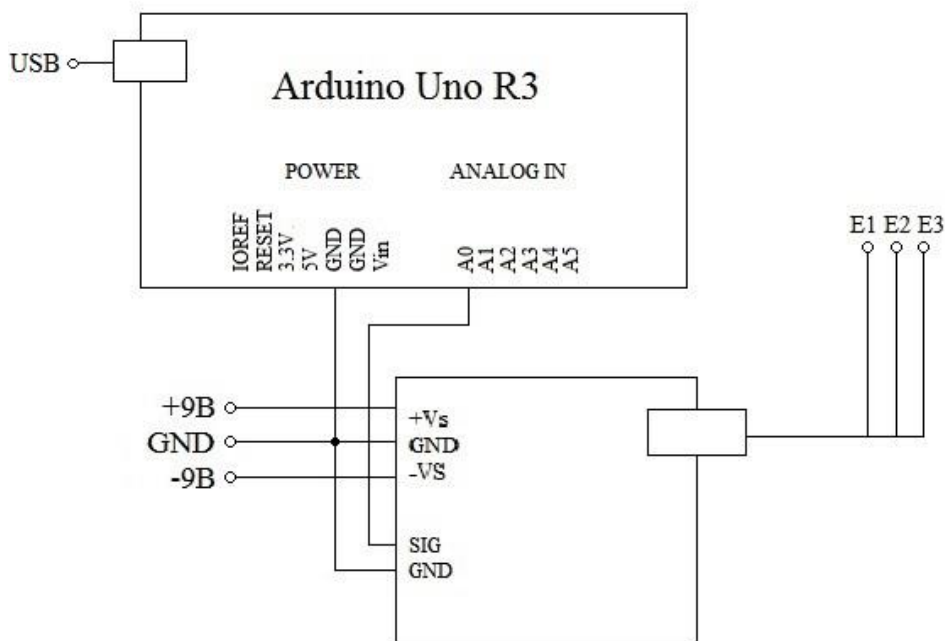 USB
Arduino Uno R3
POWER
ANALOG IN
IOREF
RESET
3.3V
5V
GND
GND
Vin
A0
A1
A2
A3
A4
A5
E1 E2 E3
+9В
GND
-9В
+Vs
GND
-VS
SIG
GND